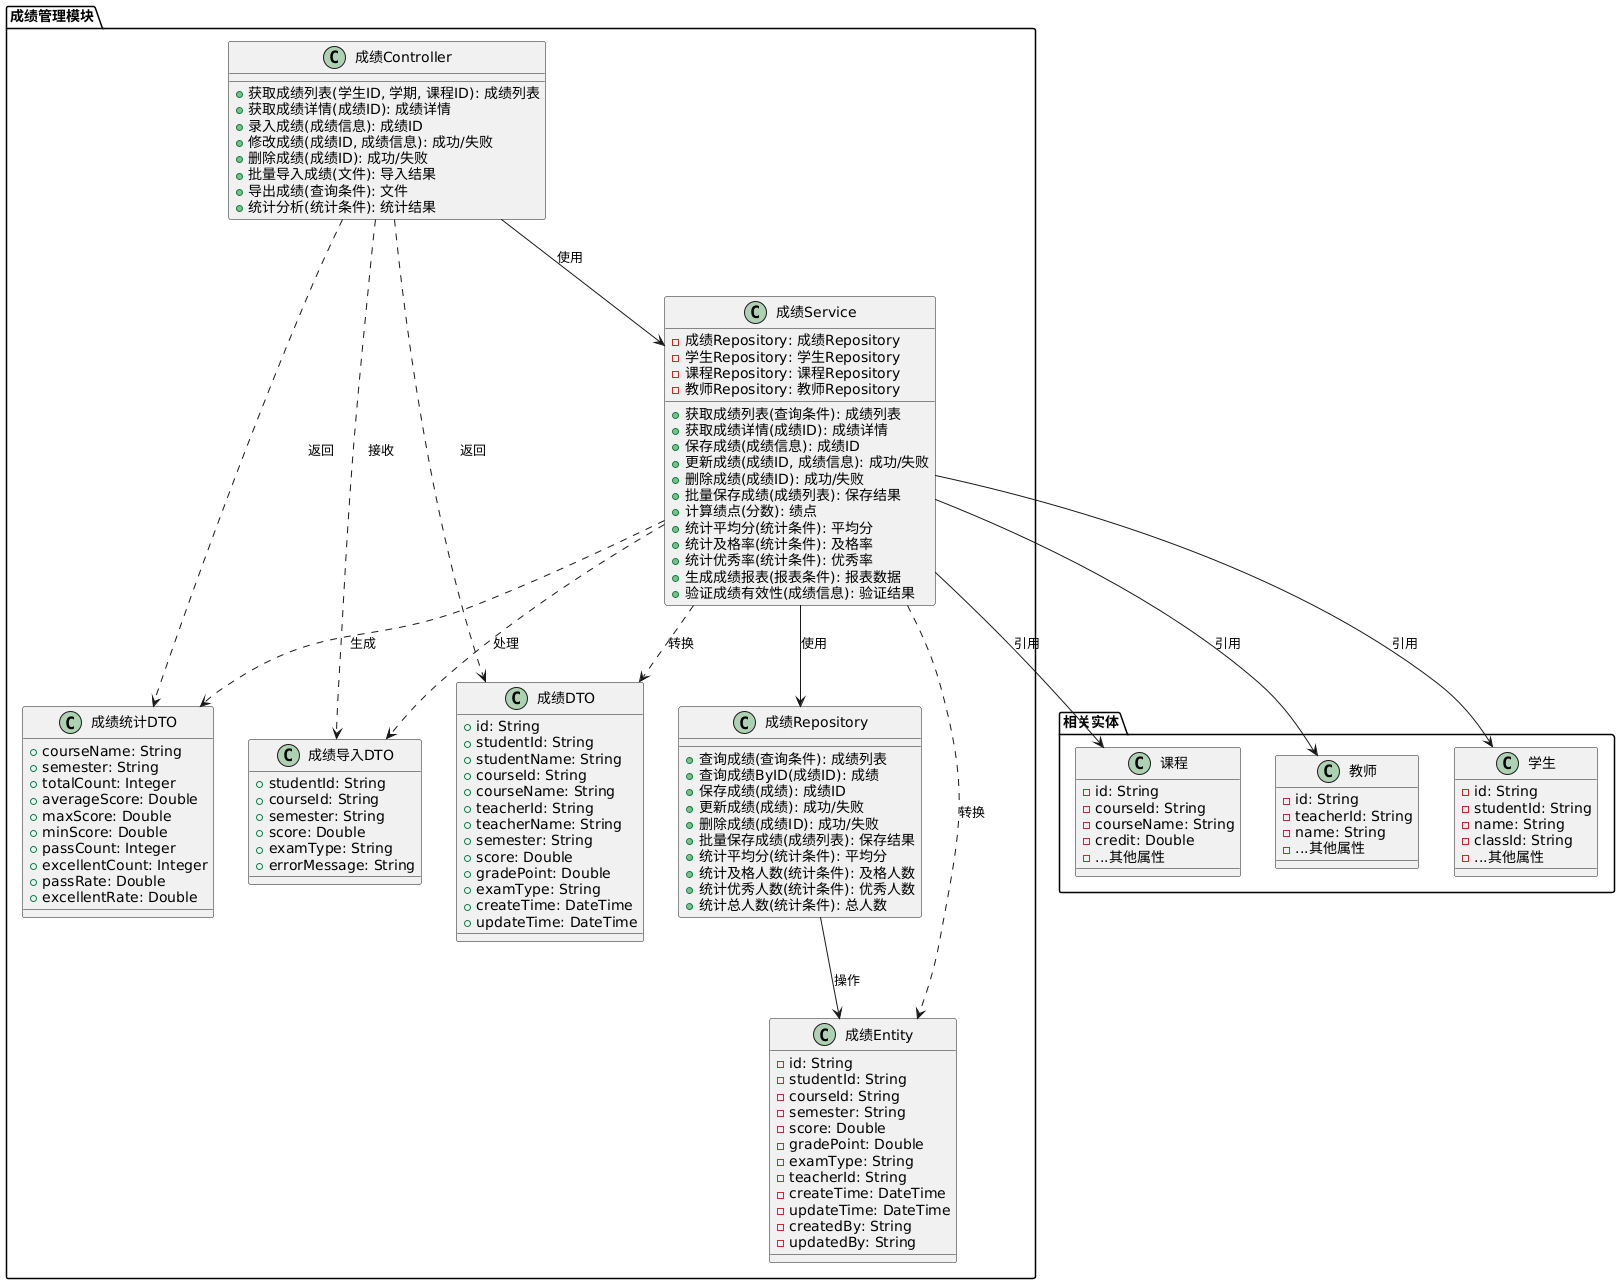 成绩管理模块
成绩Controller
获取成绩列表(学生ID, 学期, 课程ID): 成绩列表
获取成绩详情(成绩ID): 成绩详情
录入成绩(成绩信息): 成绩ID
修改成绩(成绩ID, 成绩信息): 成功/失败
删除成绩(成绩ID): 成功/失败
批量导入成绩(文件): 导入结果
导出成绩(查询条件): 文件
统计分析(统计条件): 统计结果
使用
成绩Service
成绩Repository: 成绩Repository
学生Repository: 学生Repository
课程Repository: 课程Repository
教师Repository: 教师Repository
获取成绩列表(查询条件): 成绩列表
获取成绩详情(成绩ID): 成绩详情
保存成绩(成绩信息): 成绩ID
更新成绩(成绩ID, 成绩信息): 成功/失败
删除成绩(成绩ID): 成功/失败
批量保存成绩(成绩列表): 保存结果
计算绩点(分数): 绩点
统计平均分(统计条件): 平均分
统计及格率(统计条件): 及格率
统计优秀率(统计条件): 优秀率
生成成绩报表(报表条件): 报表数据
验证成绩有效性(成绩信息): 验证结果
返回
接收
返回
生成
处理
转换
使用
引用
引用
引用
成绩统计DTO
courseName: String
semester: String
totalCount: Integer
averageScore: Double
maxScore: Double
minScore: Double
passCount: Integer
excellentCount: Integer
passRate: Double
excellentRate: Double
成绩导入DTO
studentId: String
courseId: String
semester: String
score: Double
examType: String
errorMessage: String
成绩DTO
id: String
studentId: String
studentName: String
courseId: String
courseName: String
teacherId: String
teacherName: String
semester: String
score: Double
gradePoint: Double
examType: String
createTime: DateTime
updateTime: DateTime
成绩Repository
查询成绩(查询条件): 成绩列表
查询成绩ByID(成绩ID): 成绩
保存成绩(成绩): 成绩ID
更新成绩(成绩): 成功/失败
删除成绩(成绩ID): 成功/失败
批量保存成绩(成绩列表): 保存结果
统计平均分(统计条件): 平均分
统计及格人数(统计条件): 及格人数
统计优秀人数(统计条件): 优秀人数
统计总人数(统计条件): 总人数
转换
相关实体
课程
id: String
courseId: String
courseName: String
credit: Double
...其他属性
教师
id: String
teacherId: String
name: String
...其他属性
学生
id: String
studentId: String
name: String
classId: String
...其他属性
操作
成绩Entity
id: String
studentId: String
courseId: String
semester: String
score: Double
gradePoint: Double
examType: String
teacherId: String
createTime: DateTime
updateTime: DateTime
createdBy: String
updatedBy: String